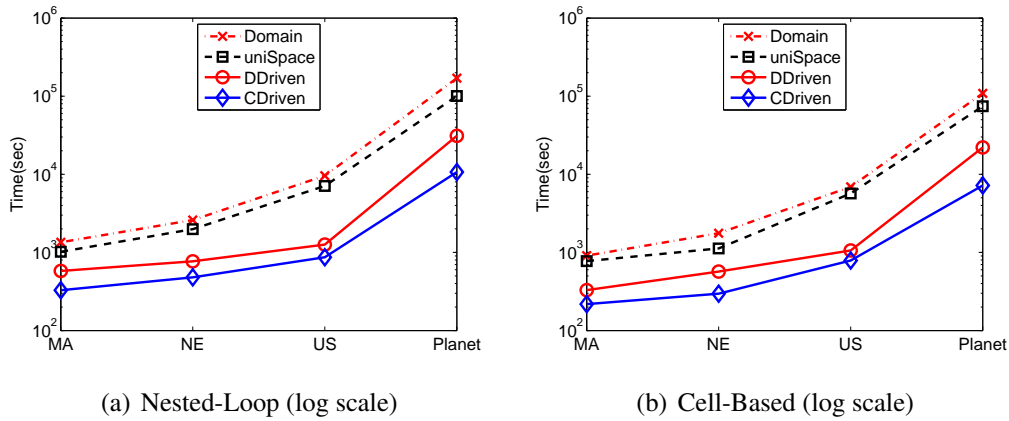 10^6
10^5
10^4
10^3
10^2
Time(sec)
Domain
uniSpace
DDriven
CDriven
MA NE US Planet
(a) Nested-Loop (log scale)
10^6
10^5
10^4
10^3
10^2
Time(sec)
Domain
uniSpace
DDriven
CDriven
MA NE US Planet
(b) Cell-Based (log scale)